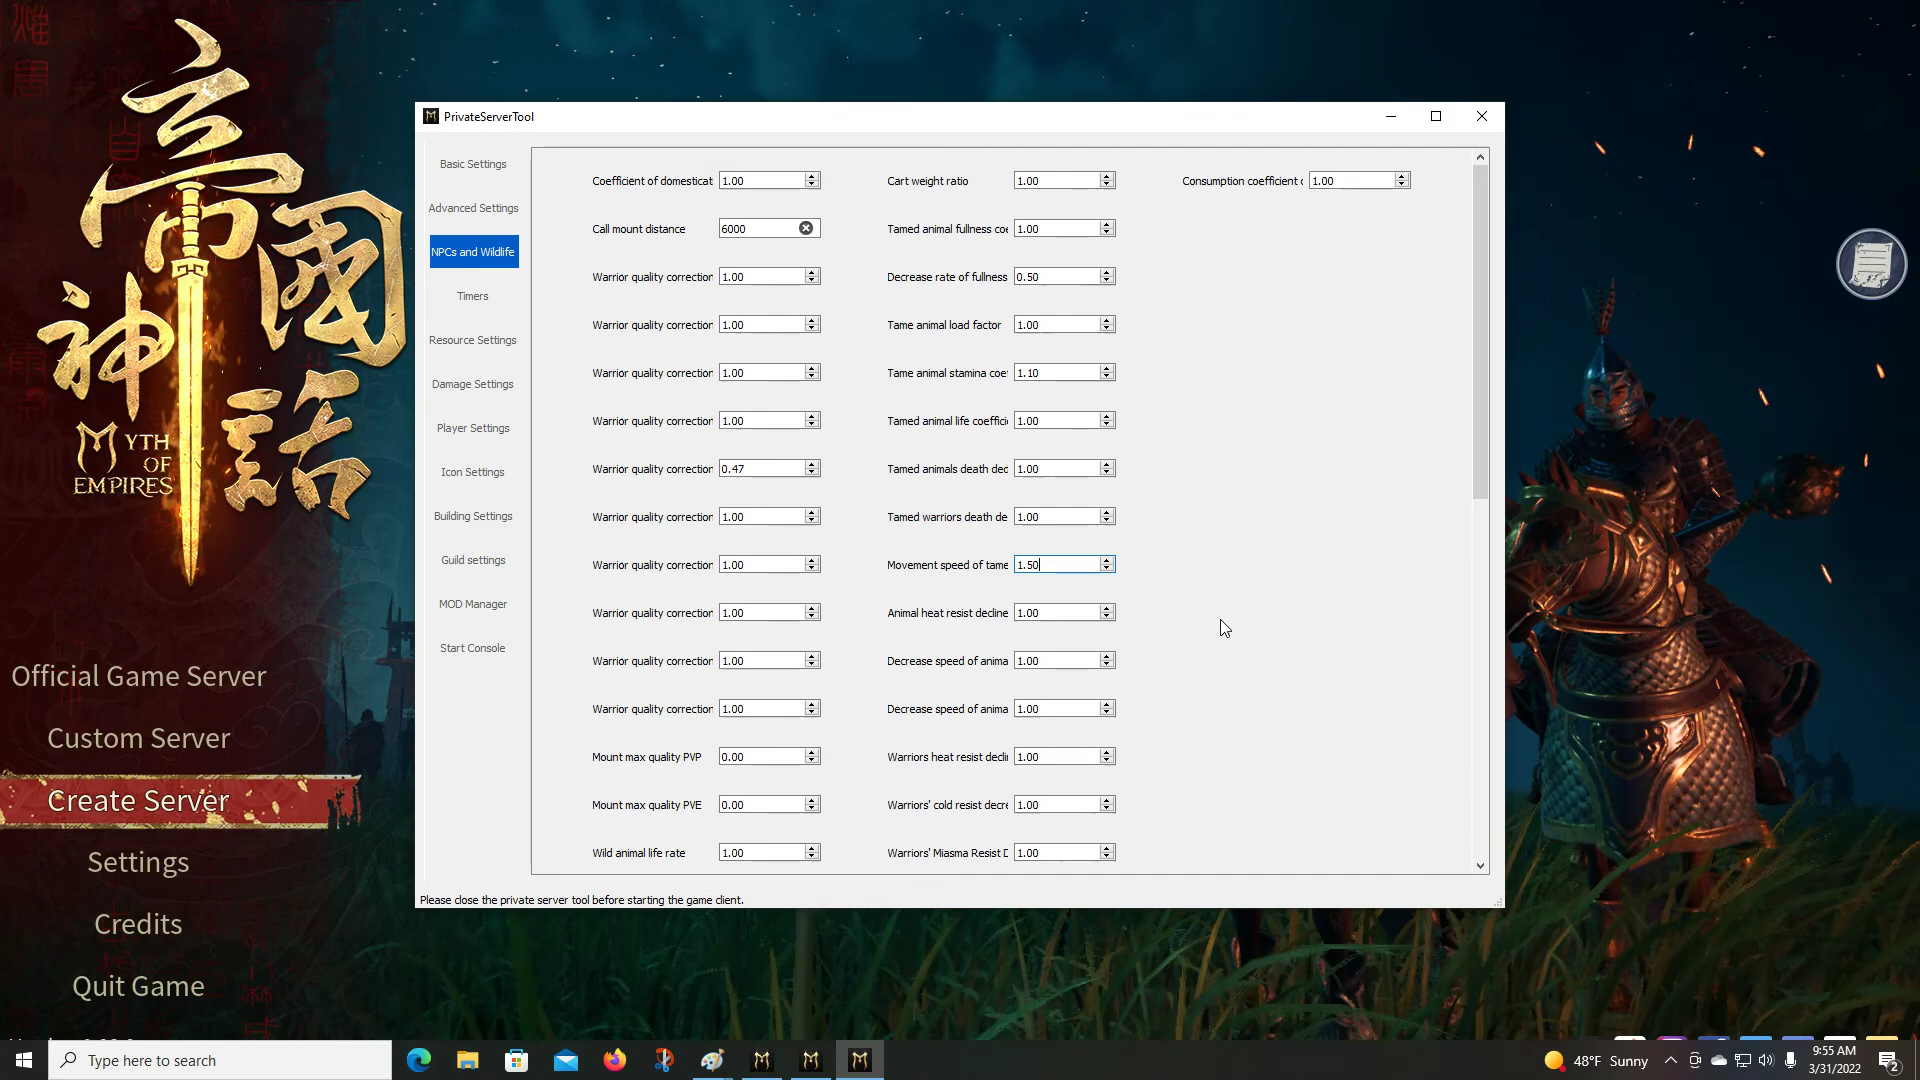 帝國神話
MYTH
OF
EMPIRES
Official Game Server
Custom Server
Create Server
Settings
Credits
Quit Game
PrivateServerTool
Basic Settings
Advanced Settings
NPCs and Wildlife
Timers
Resource Settings
Damage Settings
Player Settings
Icon Settings
Building Settings
Guild settings
MOD Manager
Start Console
Coefficient of domesticat 1.00
Call mount distance 6000
Warrior quality correction 1.00
Warrior quality correction 1.00
Warrior quality correction 1.00
Warrior quality correction 1.00
Warrior quality correction 0.47
Warrior quality correction 1.00
Warrior quality correction 1.00
Warrior quality correction 1.00
Warrior quality correction 1.00
Warrior quality correction 1.00
Mount max quality PVP 0.00
Mount max quality PVE 0.00
Wild animal life rate 1.00
Cart weight ratio 1.00
Tamed animal fullness coe 1.00
Decrease rate of fullness 0.50
Tame animal load factor 1.00
Tame animal stamina coe 1.10
Tamed animal life coeffici 1.00
Tamed animals death dec 1.00
Tamed warriors death de 1.00
Movement speed of tame 1.50
Animal heat resist decline 1.00
Decrease speed of anima 1.00
Decrease speed of anima 1.00
Warriors heat resist decli 1.00
Warriors' cold resist decre 1.00
Warriors' Miasma Resist D 1.00
Consumption coefficient 1.00
Please close the private server tool before starting the game client.
Type here to search
48°F Sunny
9:55 AM
3/31/2022
2